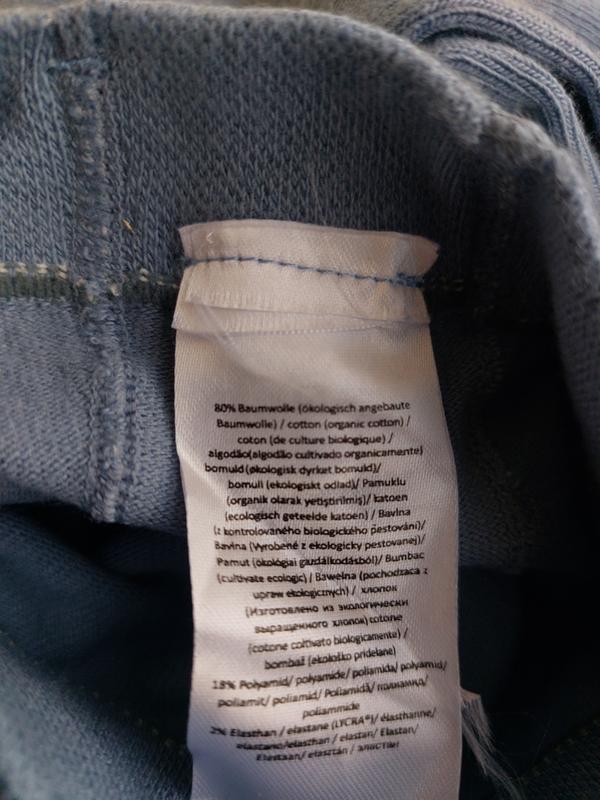 80% Baumwolle (ökologisch angebaute
Baumwolle) / cotton (organic cotton) /
coton (de culture biologique) /
algodão(algodão cultivado organicamente)
bomuld (økologisk dyrket bomuld)/
bomull (ekologiskt odlad)/ Pamuklu
(organik olarak yetiştirilmiş)/ katoen
(ecologisch geteelde katoen) / Bavlna
(z kontrolovaného biologického pěstování)/
Bavlna (Vyrobené z ekologicky pestovanej)/
Pamut (ökológiai gazdálkodásból)/ Bumbac
(cultivate ecologic) / Bawełna (pochodząca z
upraw ekologicznych) / хлопок
(Изготовлено из экологически
выращенного хлопок) cotone
(cotone coltivato biologicamente) /
bombaž (ekološko pridelane)
18% Polyamid/ polyamide/ poliamida/ polyamid/
poliamit/ poliamid/ Poliamidă/ полиамид/
poliammide
2% Elasthan / elastane (LYCRA®)/ élasthanne/
elastano/elasthan / elastan/ Elastan/
Elastaan/ elasztán /